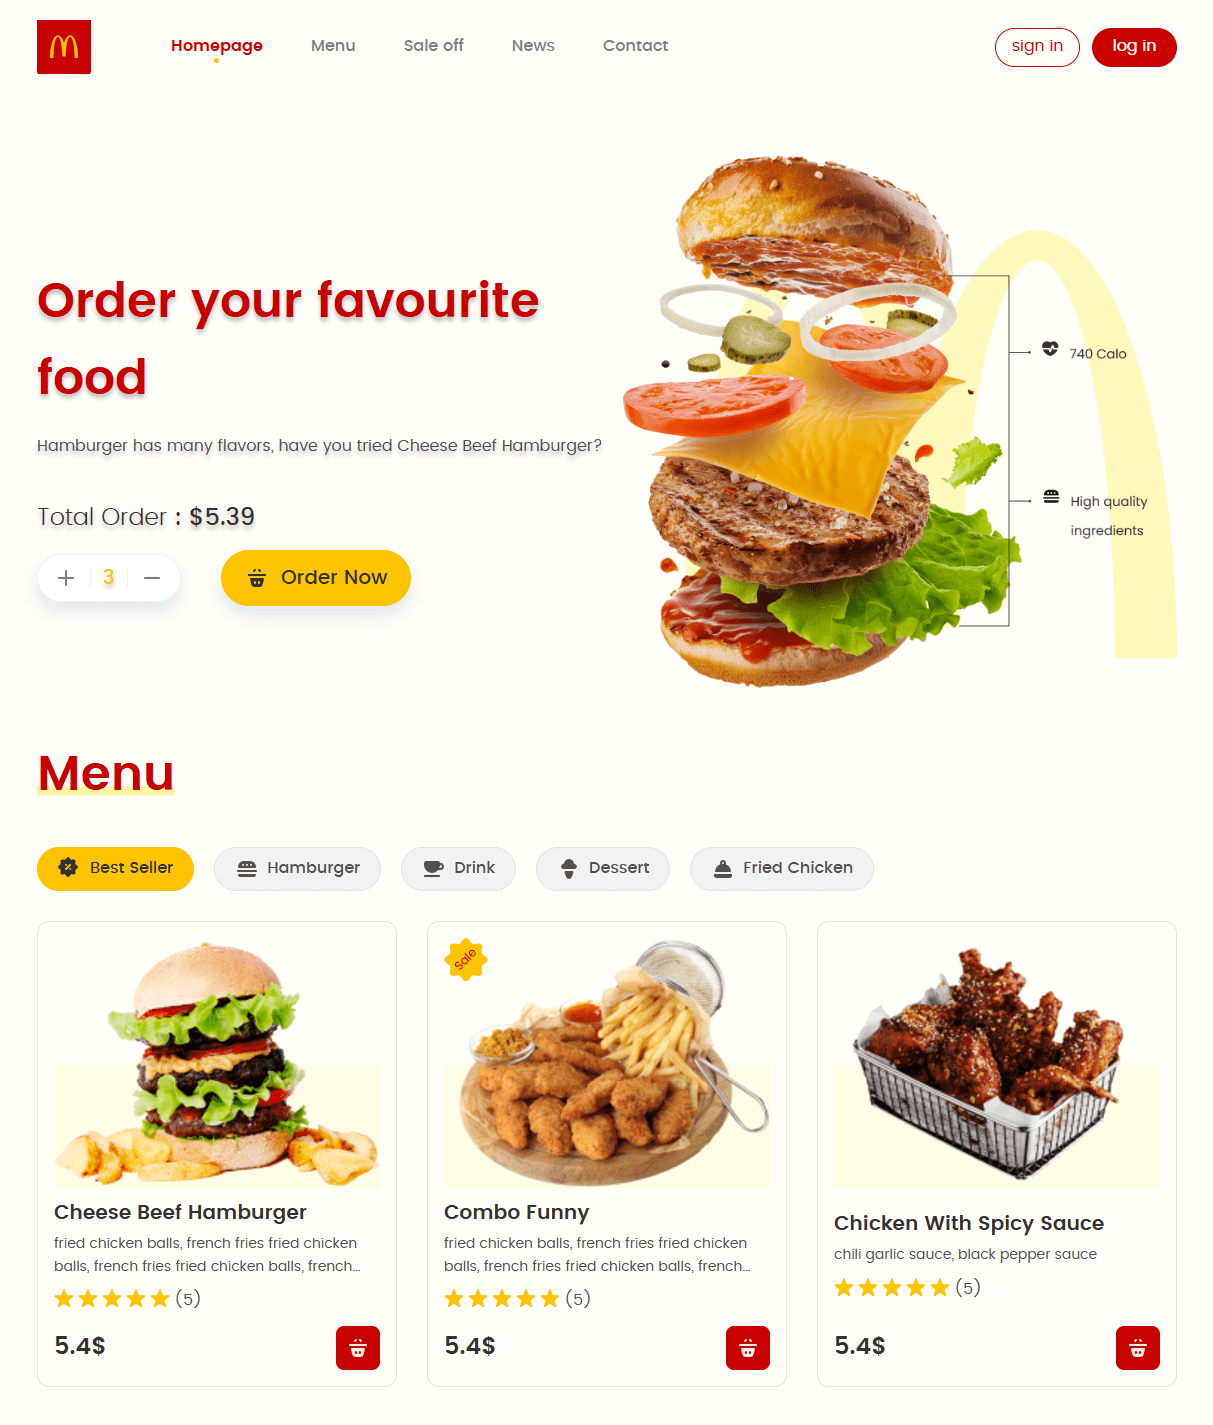 Homepage
Menu
Sale off
News
Contact
sign in
log in
Order your favourite
food
Hamburger has many flavors, have you tried Cheese Beef Hamburger?
Total Order : $5.39
3
Order Now
740 Calo
High quality
ingredients
Menu
Best Seller
Hamburger
Drink
Dessert
Fried Chicken
Cheese Beef Hamburger
fried chicken balls, french fries fried chicken
balls, french fries fried chicken balls, french...
(5)
5.4$
Sale
Combo Funny
fried chicken balls, french fries fried chicken
balls, french fries fried chicken balls, french...
(5)
5.4$
Chicken With Spicy Sauce
chili garlic sauce, black pepper sauce
(5)
5.4$